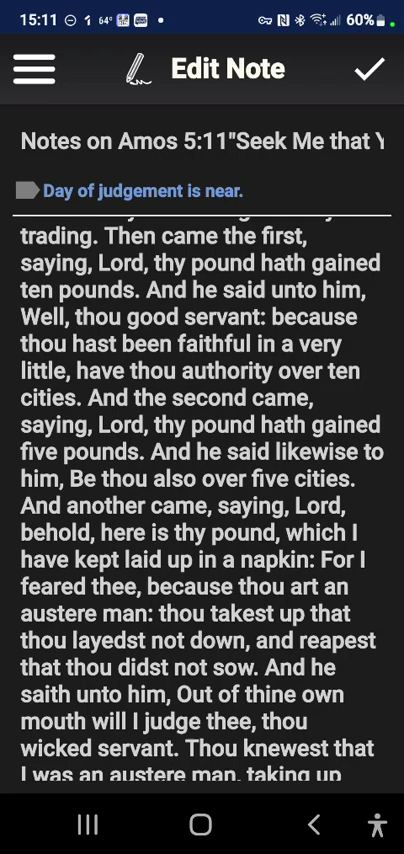 15:11 64° 60%
Edit Note
Notes on Amos 5:11"Seek Me that Y
Day of judgement is near.
trading. Then came the first,
saying, Lord, thy pound hath gained
ten pounds. And he said unto him,
Well, thou good servant: because
thou hast been faithful in a very
little, have thou authority over ten
cities. And the second came,
saying, Lord, thy pound hath gained
five pounds. And he said likewise to
him, Be thou also over five cities.
And another came, saying, Lord,
behold, here is thy pound, which I
have kept laid up in a napkin: For I
feared thee, because thou art an
austere man: thou takest up that
thou layedst not down, and reapest
that thou didst not sow. And he
saith unto him, Out of thine own
mouth will I judge thee, thou
wicked servant. Thou knewest that
I was an austere man, taking up